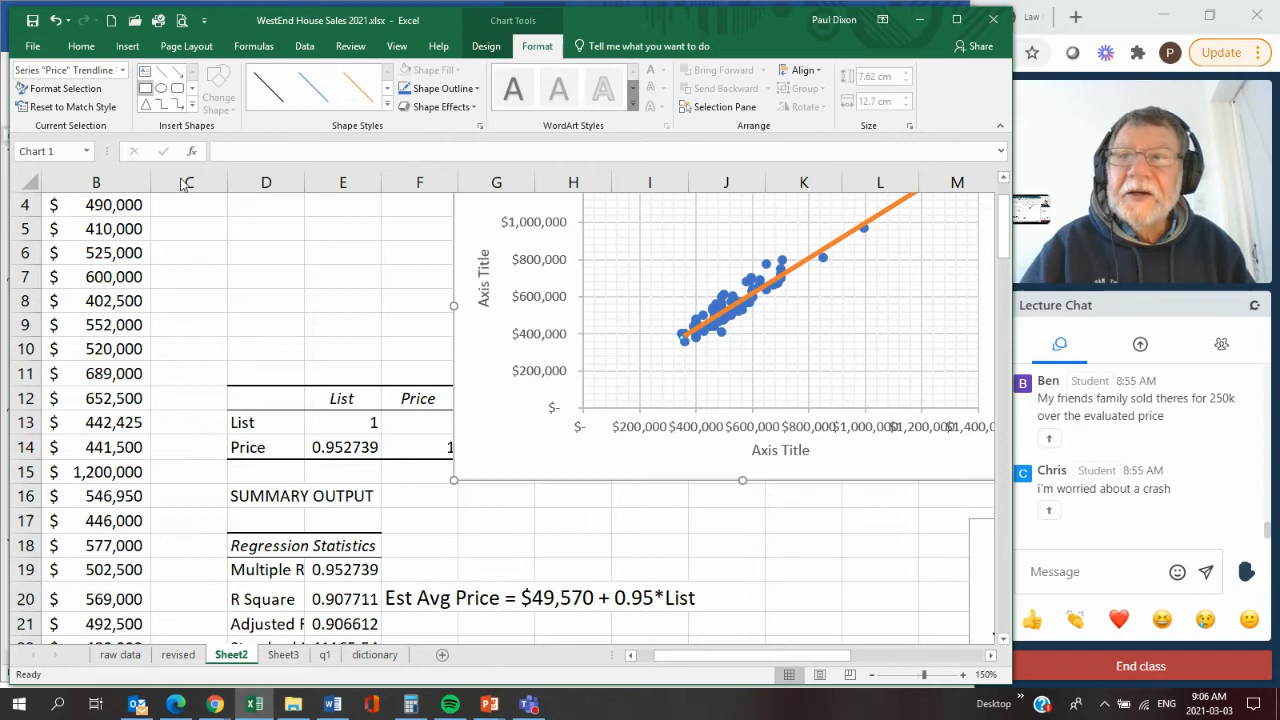 WestEnd House Sales 2021.xlsx - Excel
Chart Tools
Paul Dixon
Law
Update
P
File Home Insert Page Layout Formulas Data Review View Help Design Format Tell me what you want to do Share
Series "Price" Trendline
Format Selection
Reset to Match Style
Current Selection
Change
Shape
Insert Shapes
Shape Fill
Shape Outline
Shape Effects
Shape Styles
A A A
WordArt Styles
Bring Forward
Send Backward
Selection Pane
Align
Group
Rotate
Arrange
7.62 cm
12.7 cm
Size
Chart 1
fx
B C D E F G H I J K L M
4 $ 490,000
5 $ 410,000
6 $ 525,000
7 $ 600,000
8 $ 402,500
9 $ 552,000
10 $ 520,000
11 $ 689,000
12 $ 652,500 List Price
13 $ 442,425 List 1
14 $ 441,500 Price 0.952739 1
15 $ 1,200,000
16 $ 546,950 SUMMARY OUTPUT
17 $ 446,000
18 $ 577,000 Regression Statistics
19 $ 502,500 Multiple R 0.952739
20 $ 569,000 R Square 0.907711 Est Avg Price = $49,570 + 0.95*List
21 $ 492,500 Adjusted R 0.906612
$1,000,000
$800,000
$600,000
$400,000
$200,000
$-
Axis Title
$- $200,000 $400,000 $600,000 $800,000 $1,000,000 $1,200,000
Axis Title
raw data revised Sheet2 Sheet3 q1 dictionary
Ready
150%
Lecture Chat
B
Ben Student 8:55 AM
My friends family sold theres for 250k
over the evaluated price
C
Chris Student 8:55 AM
i'm worried about a crash
Message
End class
Desktop
ENG
9:06 AM
2021-03-03